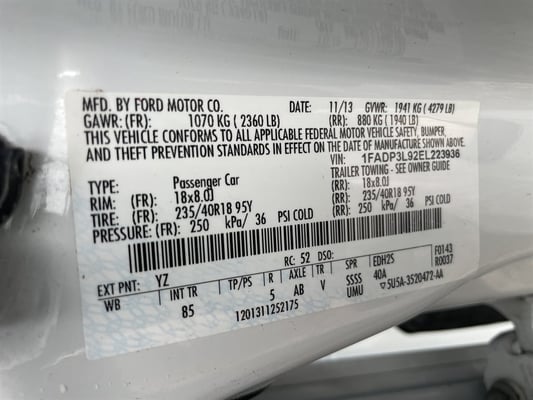 MFD. BY FORD MOTOR CO. DATE: 11/13 GVWR: 1941 KG (4279 LB)
GAWR: (FR): 1070 KG (2360 LB) (RR): 880 KG (1940 LB)
THIS VEHICLE CONFORMS TO ALL APPLICABLE FEDERAL MOTOR VEHICLE SAFETY, BUMPER,
AND THEFT PREVENTION STANDARDS IN EFFECT ON THE DATE OF MANUFACTURE SHOWN ABOVE.
VIN: 1FADP3L92EL223936
TYPE: Passenger Car TRAILER TOWING - SEE OWNER GUIDE
RIM: (FR): 18x8.0J (RR): 18x8.0J
TIRE: (FR): 235/40R18 95Y (RR): 235/40R18 95Y
PRESSURE: (FR): 250 kPa/ 36 PSI COLD (RR): 250 kPa/ 36 PSI COLD
EXT PNT: YZ RC: 52 DSO: F0143
WB INT TR TP/PS R AXLE TR SPR EDH2S R0037
85 5 AB V SSSS 40A
UMU ▽5U5A-3520472-AA
1201311252175